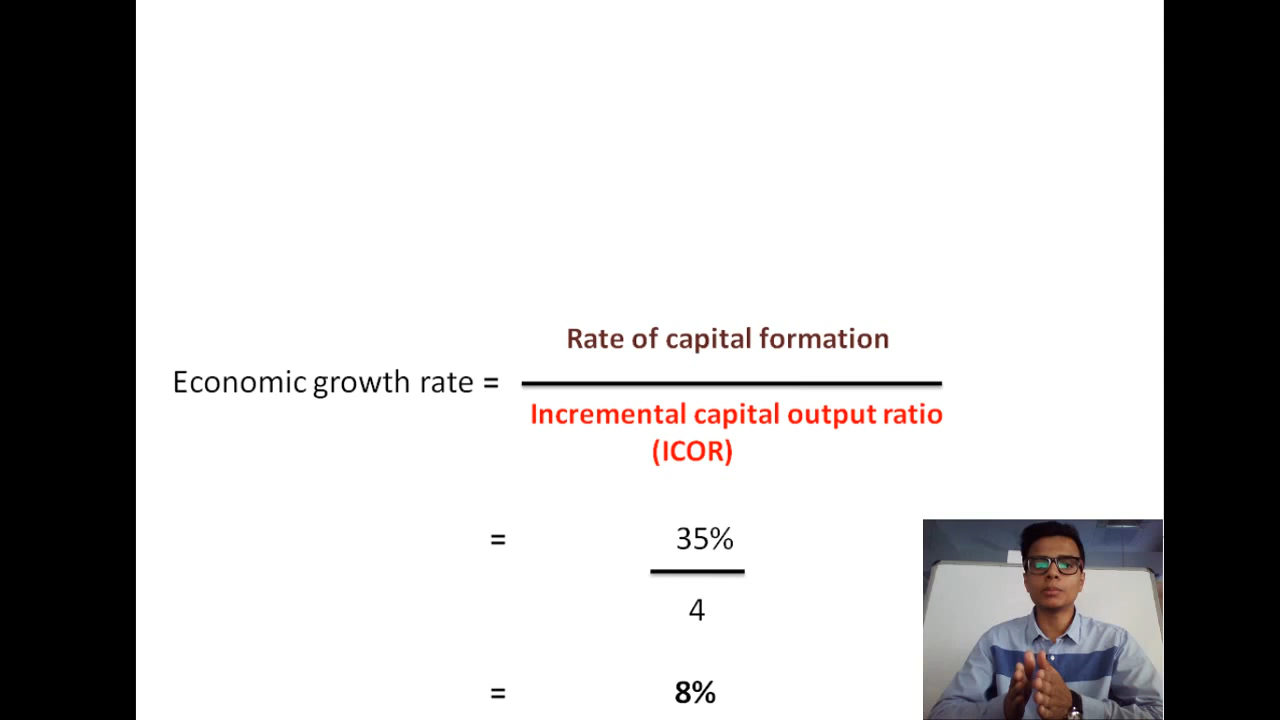 Rate of capital formation
Economic growth rate =
Incremental capital output ratio
(ICOR)
= 35%
4
= 8%